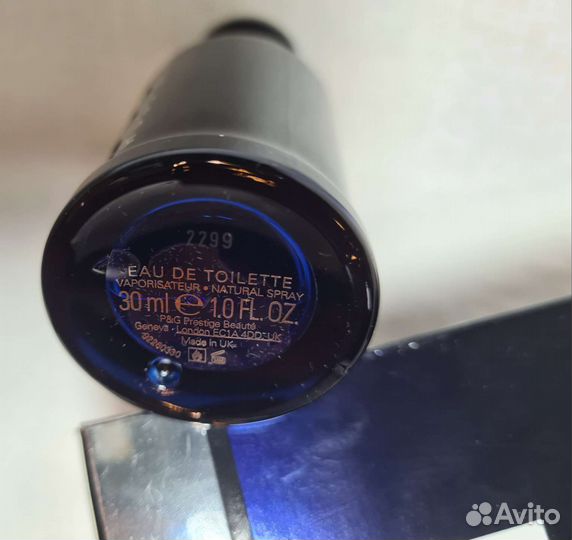 2299
EAU DE TOILETTE
VAPORISATEUR • NATURAL SPRAY
30 ml e 1.0 FL. OZ.
P&G Prestige Beauté
Geneva • London EC1A 4DD • UK
Made in UK
92260330
Avito